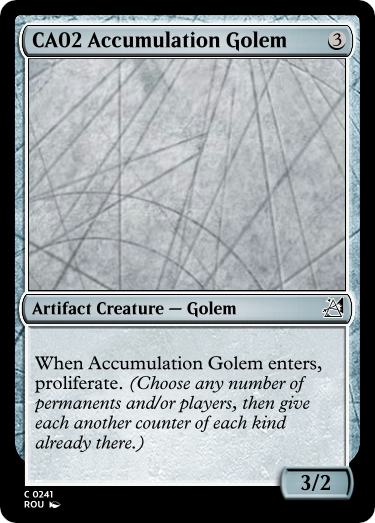 CA02 Accumulation Golem 3
Artifact Creature — Golem
When Accumulation Golem enters,
proliferate. (Choose any number of
permanents and/or players, then give
each another counter of each kind
already there.)
3/2
C 0241
ROU